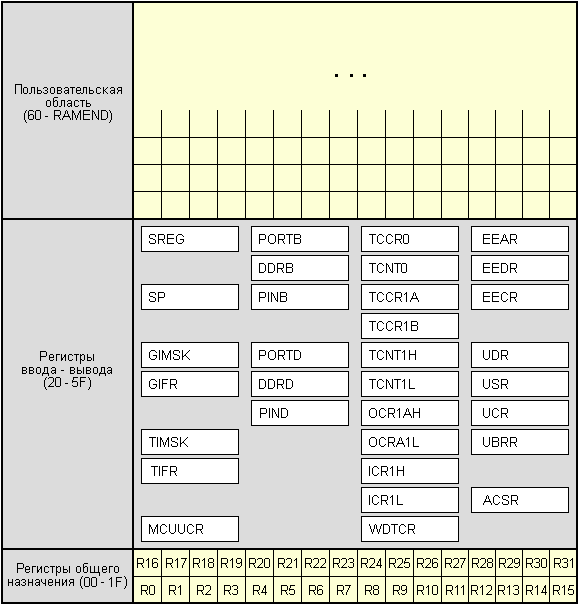 Пользовательская
область
(60 - RAMEND)
. . .
Регистры
ввода - вывода
(20 - 5F)
SREG PORTB TCCR0 EEAR
DDRB TCNT0 EEDR
SP PINB TCCR1A EECR
TCCR1B
GIMSK PORTD TCNT1H UDR
GIFR DDRD TCNT1L USR
PIND OCR1AH UCR
TIMSK OCRA1L UBRR
TIFR ICR1H
ICR1L ACSR
MCUUCR WDTCR
Регистры общего
назначения (00 - 1F)
R16 R17 R18 R19 R20 R21 R22 R23 R24 R25 R26 R27 R28 R29 R30 R31
R0 R1 R2 R3 R4 R5 R6 R7 R8 R9 R10 R11 R12 R13 R14 R15